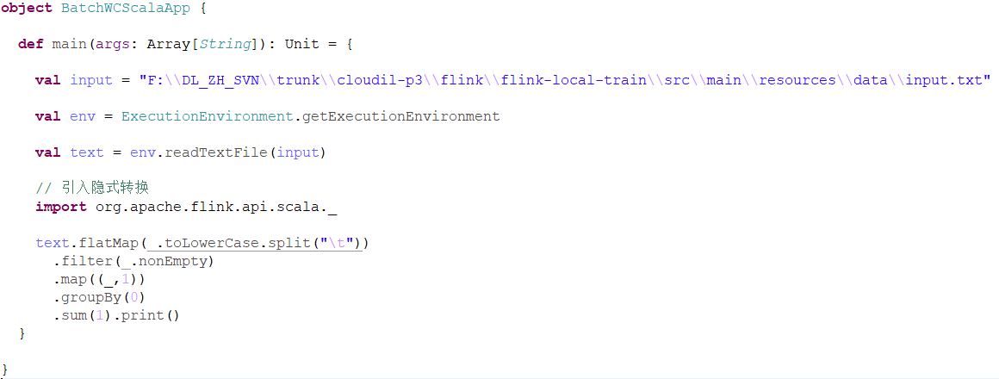 object BatchWCScalaApp {
def main(args: Array[String]): Unit = {
val input = "F:\\DL_ZH_SVN\\trunk\\cloudil-p3\\flink\\flink-local-train\\src\\main\\resources\\data\\input.txt"
val env = ExecutionEnvironment.getExecutionEnvironment
val text = env.readTextFile(input)
// 引入隐式转换
import org.apache.flink.api.scala._
text.flatMap(_.toLowerCase.split("\t"))
.filter(_.nonEmpty)
.map((_,1))
.groupBy(0)
.sum(1).print()
}
}